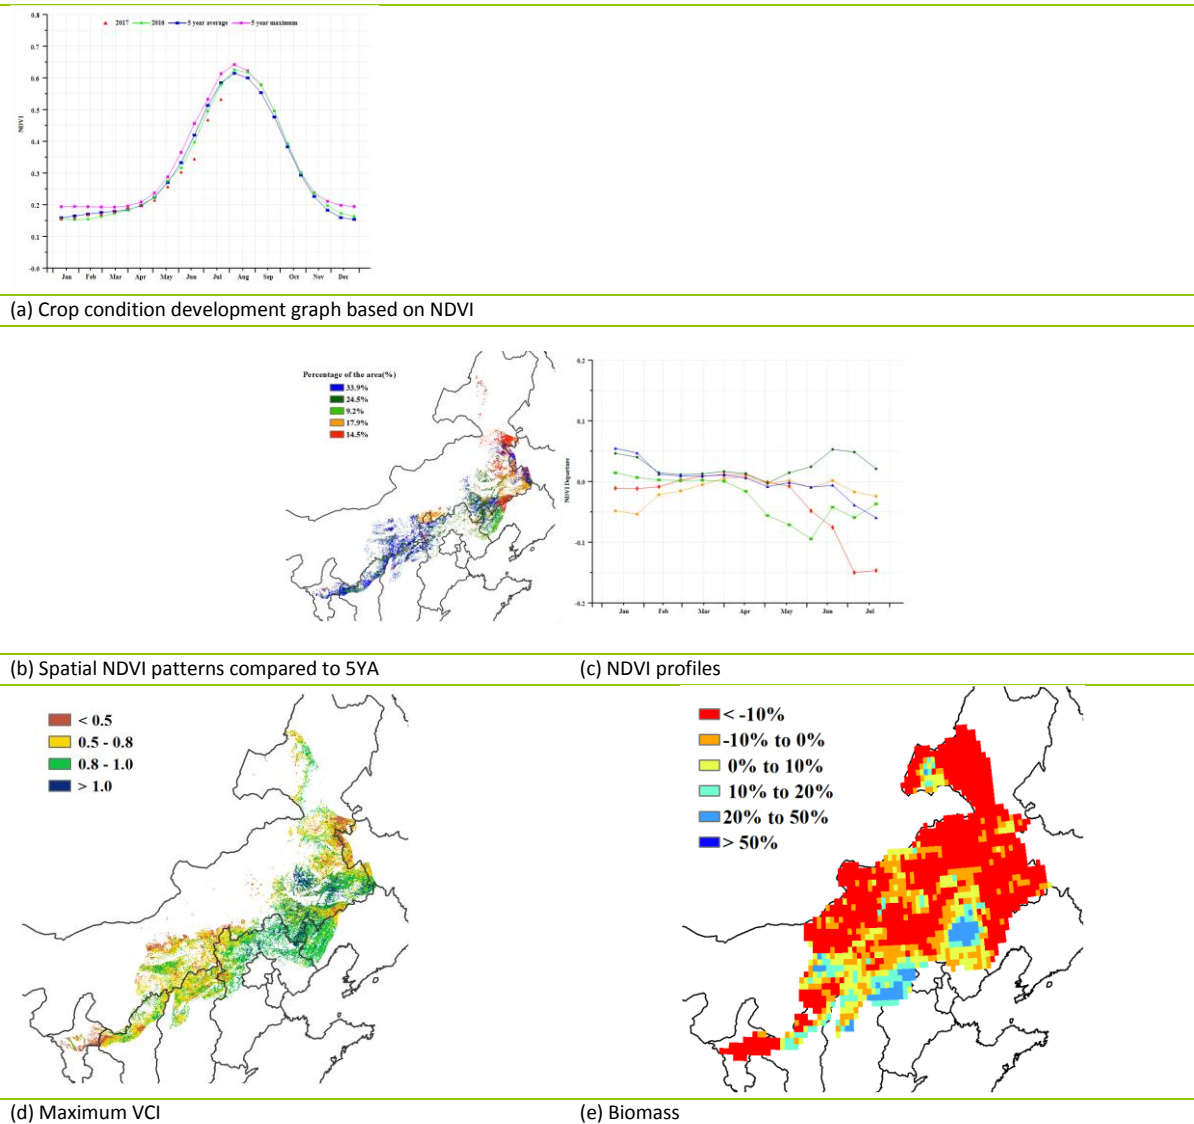 0.8
2017 2016 5 year average 5 year maximum
0.7
0.6
0.5
NDVI
0.4
0.3
0.2
0.1
-0.0
Jan Feb Mar Apr May Jun Jul Aug Sep Oct Nov Dec
(a) Crop condition development graph based on NDVI
Percentage of the area(%)
33.9%
24.5%
9.2%
17.9%
14.5%
0.2
0.1
NDVI Departure
0.0
-0.1
-0.2
Jan Feb Mar Apr May Jun Jul
(b) Spatial NDVI patterns compared to 5YA
(c) NDVI profiles
< 0.5
0.5 - 0.8
0.8 - 1.0
> 1.0
< -10%
-10% to 0%
0% to 10%
10% to 20%
20% to 50%
> 50%
(d) Maximum VCI
(e) Biomass